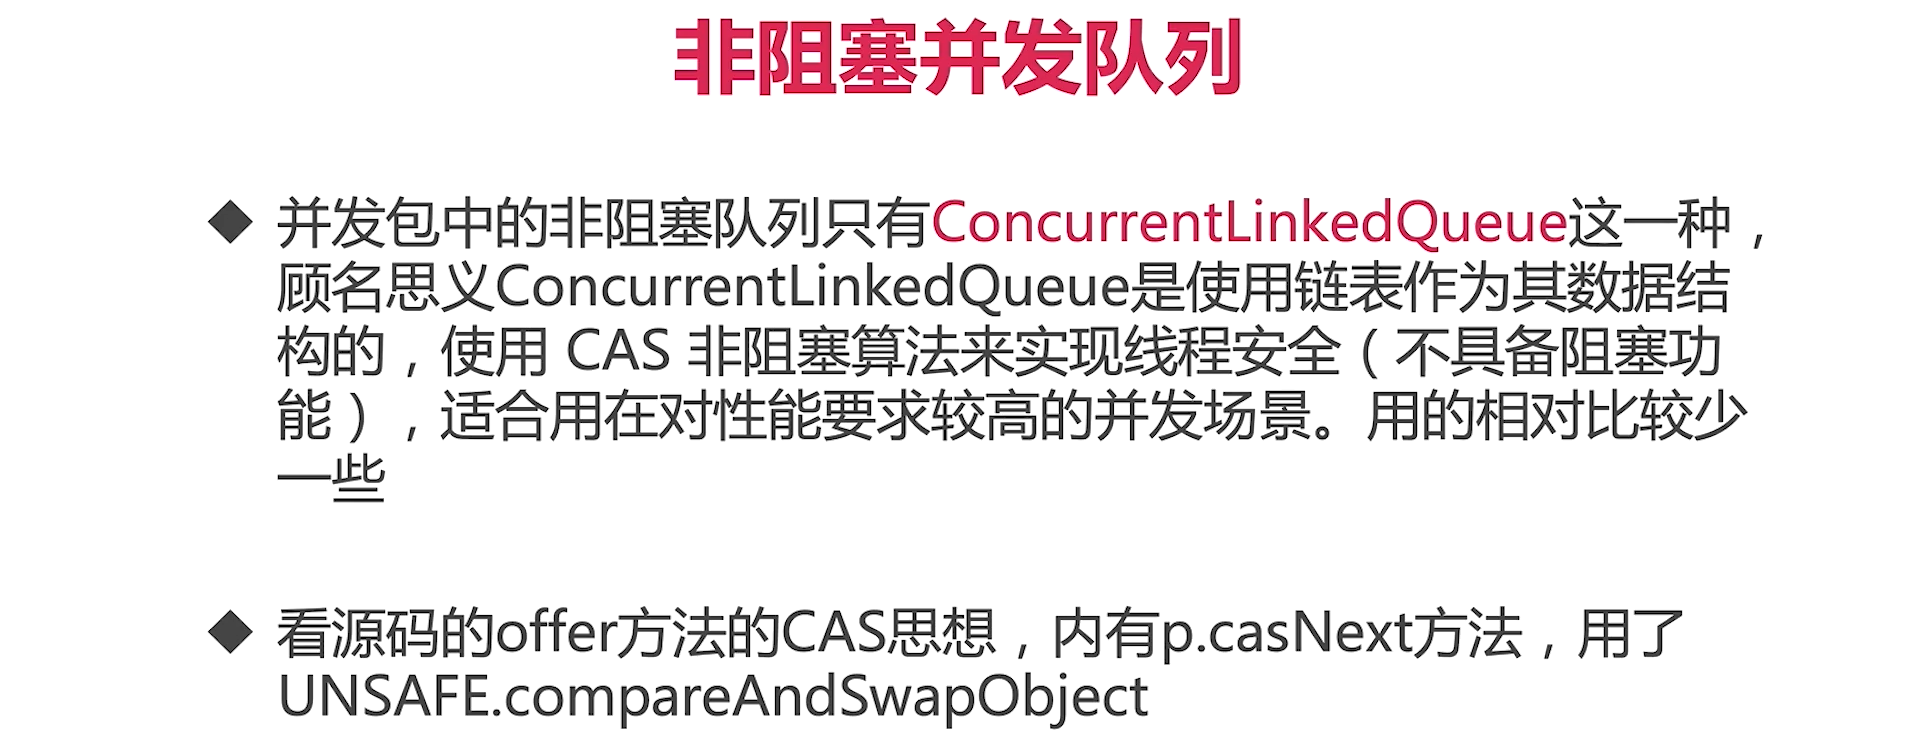 非阻塞并发队列
◆ 并发包中的非阻塞队列只有ConcurrentLinkedQueue这一种，
顾名思义ConcurrentLinkedQueue是使用链表作为其数据结
构的，使用 CAS 非阻塞算法来实现线程安全（不具备阻塞功
能），适合用在对性能要求较高的并发场景。用的相对比较少
一些
◆ 看源码的offer方法的CAS思想，内有p.casNext方法，用了
UNSAFE.compareAndSwapObject